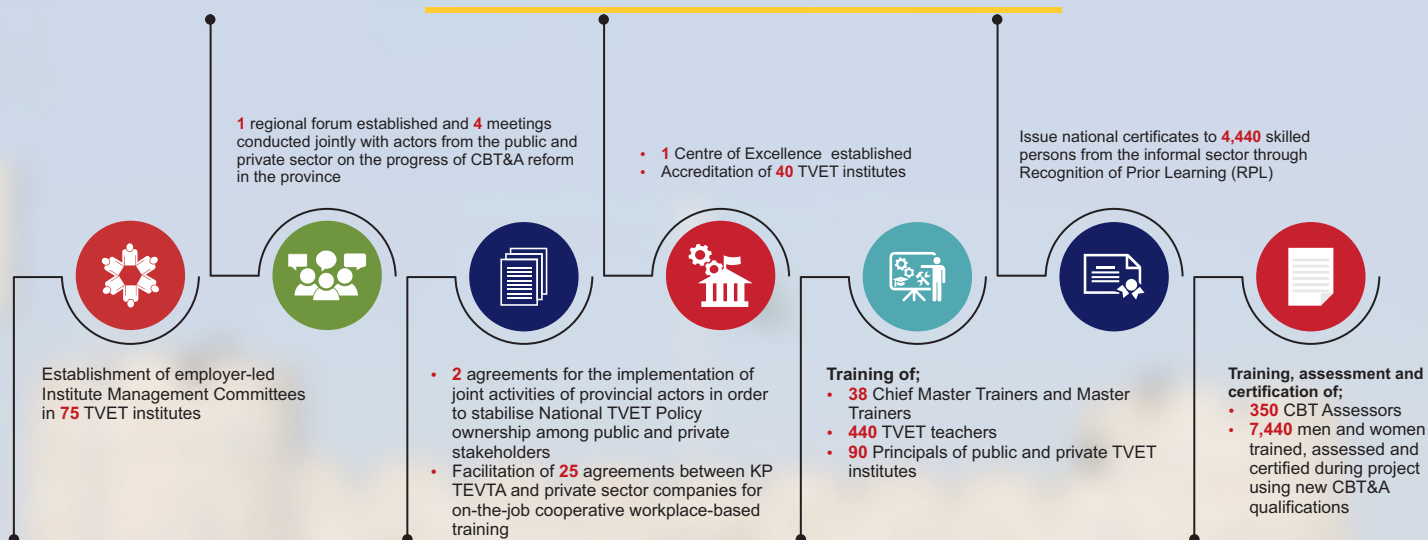 1 regional forum established and 4 meetings
conducted jointly with actors from the public and
private sector on the progress of CBT&A reform
in the province
• 1 Centre of Excellence established
• Accreditation of 40 TVET institutes
Issue national certificates to 4,440 skilled
persons from the informal sector through
Recognition of Prior Learning (RPL)
Establishment of employer-led
Institute Management Committees
in 75 TVET institutes
• 2 agreements for the implementation of
joint activities of provincial actors in order
to stabilise National TVET Policy
ownership among public and private
stakeholders
• Facilitation of 25 agreements between KP
TEVTA and private sector companies for
on-the-job cooperative workplace-based
training
Training of;
• 38 Chief Master Trainers and Master
Trainers
• 440 TVET teachers
• 90 Principals of public and private TVET
institutes
Training, assessment and
certification of;
• 350 CBT Assessors
• 7,440 men and women
trained, assessed and
certified during project
using new CBT&A
qualifications